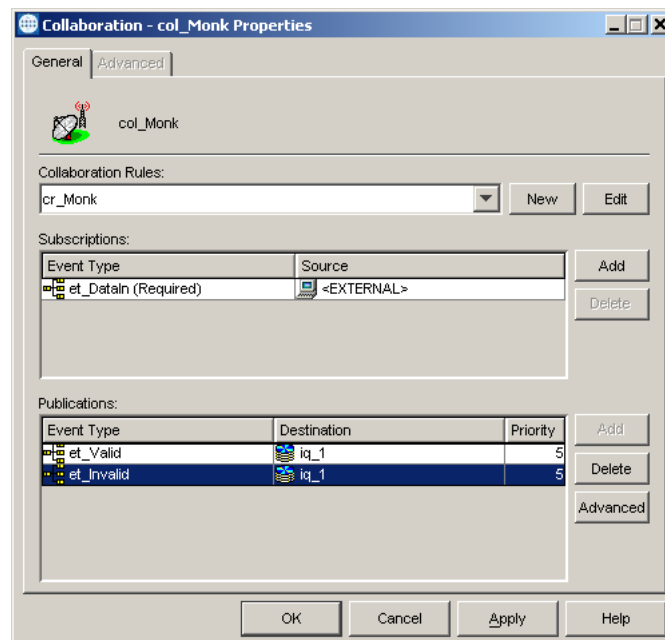 Collaboration - col_Monk Properties
General Advanced
col_Monk
Collaboration Rules:
cr_Monk New Edit
Subscriptions:
Event Type Source Add
et_DataIn (Required) <EXTERNAL>
Delete
Publications:
Event Type Destination Priority Add
et_Valid iq_1 5
et_Invalid iq_1 5 Delete
Advanced
OK Cancel Apply Help